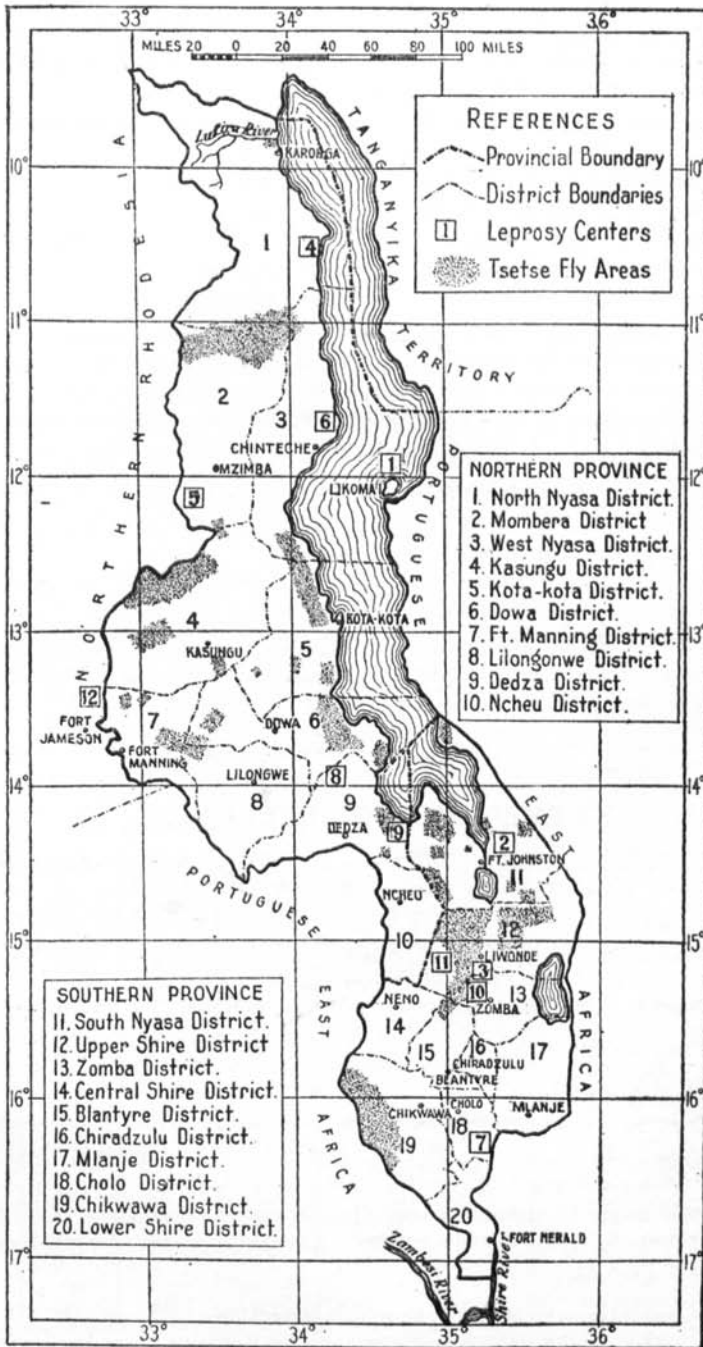 33° 34° 35° 36°
MILES 20 0 20 40 60 80 100 MILES
REFERENCES
Provincial Boundary
District Boundaries
1 Leprosy Centers
Tsetse Fly Areas
TANGANYIKA
TERRITORY
NORTHERN RHODESIA
River
KARONGA
10° 10°
1
4
11° 11°
2
3
6
CHINTECHE
MZIMBA
1
12° 12°
LIKOMA I.
5
PORTUGUESE
EAST
AFRICA
NORTHERN PROVINCE
1. North Nyasa District.
2. Mombera District
3. West Nyasa District.
4. Kasungu District.
5. Kota-kota District.
6. Dowa District.
7. Ft. Manning District.
8. Lilongonwe District.
9. Dedza District.
10. Ncheu District.
KOTA-KOTA
13° 13°
4
KASUNGU
5
12
FORT
JAMESON
7
FORT
MANNING
DOWA
6
14° 14°
LILONGWE
8
8
9
DEDZA
9
2
FT. JOHNSTON
11
PORTUGUESE
EAST
AFRICA
NCHEU
10
15° 15°
12
LIWONDE
11
3
10
ZOMBA
13
NENO
14
15
16
CHIRADZULU
17
BLANTYRE
16° 16°
CHIKWAWA
CHOLO
18
MLANJE
19
7
20
FORT HERALD
17° 17°
Zambesi River
Shire River
SOUTHERN PROVINCE
11. South Nyasa District.
12. Upper Shire District
13. Zomba District.
14. Central Shire District.
15. Blantyre District.
16. Chiradzulu District.
17. Mlanje District.
18. Cholo District.
19. Chikwawa District.
20. Lower Shire District.
33° 34° 35° 36°